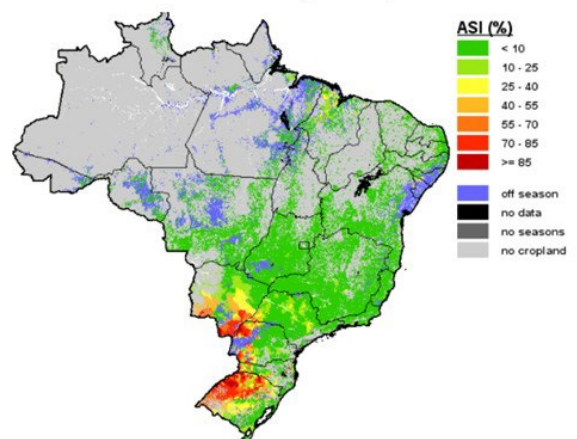 ASI (%)
< 10
10 - 25
25 - 40
40 - 55
55 - 70
70 - 85
>= 85
off season
no data
no seasons
no cropland